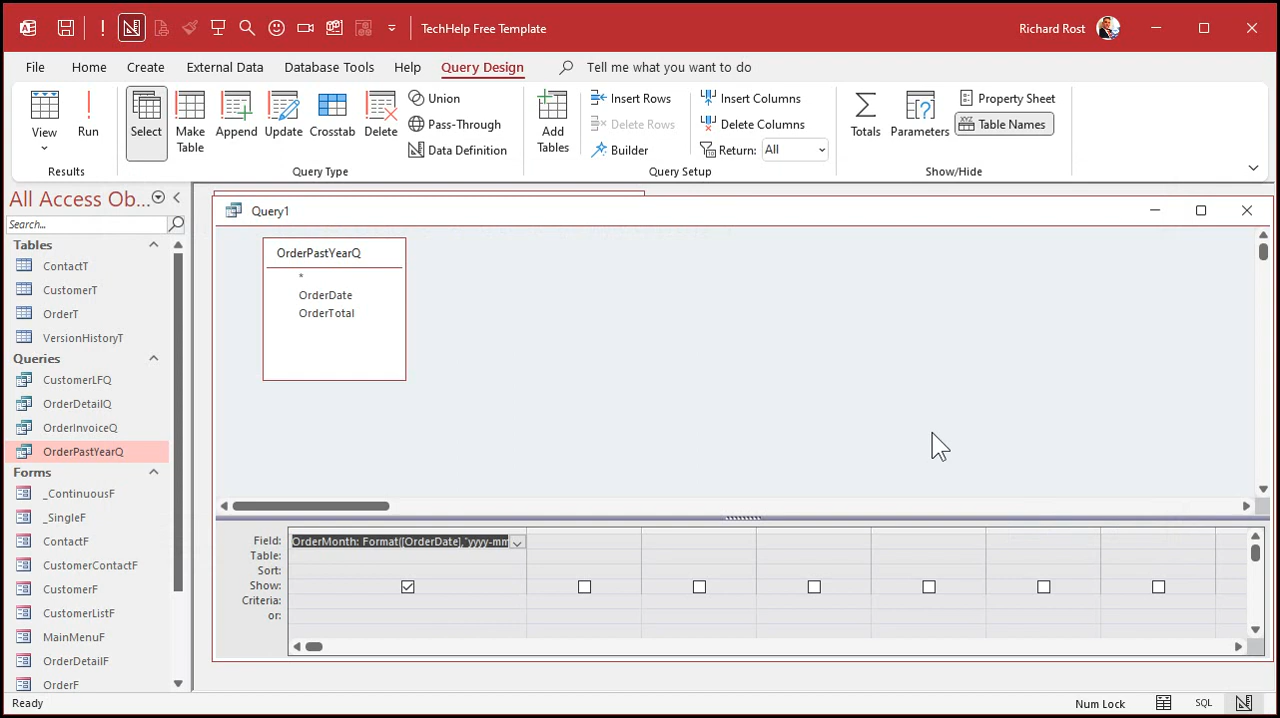 TechHelp Free Template
Richard Rost
File Home Create External Data Database Tools Help Query Design Tell me what you want to do
View
Run
Results
Select
Make Table
Append
Update
Crosstab
Delete
Union
Pass-Through
Data Definition
Query Type
Add Tables
Insert Rows
Delete Rows
Builder
Insert Columns
Delete Columns
Return: All
Query Setup
Totals
Parameters
Property Sheet
XYZ Table Names
Show/Hide
All Access Ob...
Search...
Tables
ContactT
CustomerT
OrderT
VersionHistoryT
Queries
CustomerLFQ
OrderDetailQ
OrderInvoiceQ
OrderPastYearQ
Forms
_ContinuousF
_SingleF
ContactF
CustomerContactF
CustomerF
CustomerListF
MainMenuF
OrderDetailF
OrderF
Query1
OrderPastYearQ
*
OrderDate
OrderTotal
Field: OrderMonth: Format([OrderDate],"yyyy-mm
Table:
Sort:
Show:
Criteria:
or:
Ready
Num Lock
SQL